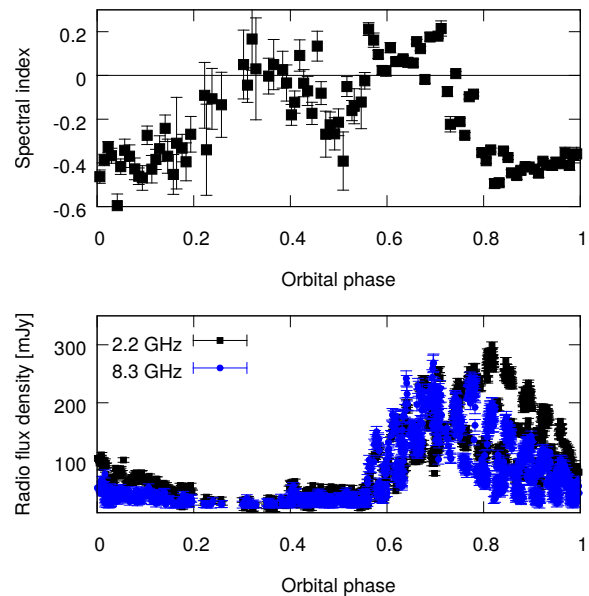 Spectral index
0.2
0
-0.2
-0.4
-0.6
0 0.2 0.4 0.6 0.8 1
Orbital phase
Radio flux density [mJy]
300
200
100
2.2 GHz
8.3 GHz
0 0.2 0.4 0.6 0.8 1
Orbital phase